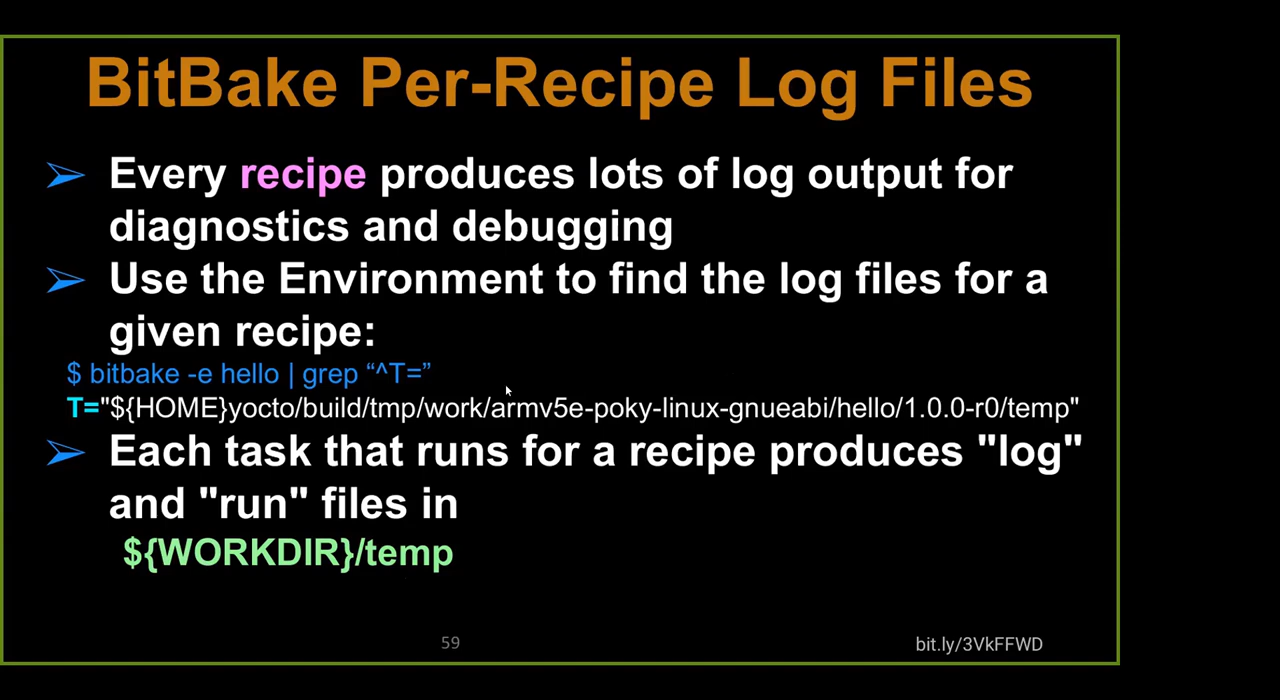 BitBake Per-Recipe Log Files
➢ Every recipe produces lots of log output for
diagnostics and debugging
➢ Use the Environment to find the log files for a
given recipe:
$ bitbake -e hello | grep “^T=”
T="${HOME}yocto/build/tmp/work/armv5e-poky-linux-gnueabi/hello/1.0.0-r0/temp"
➢ Each task that runs for a recipe produces "log"
and "run" files in
${WORKDIR}/temp
59
bit.ly/3VkFFWD